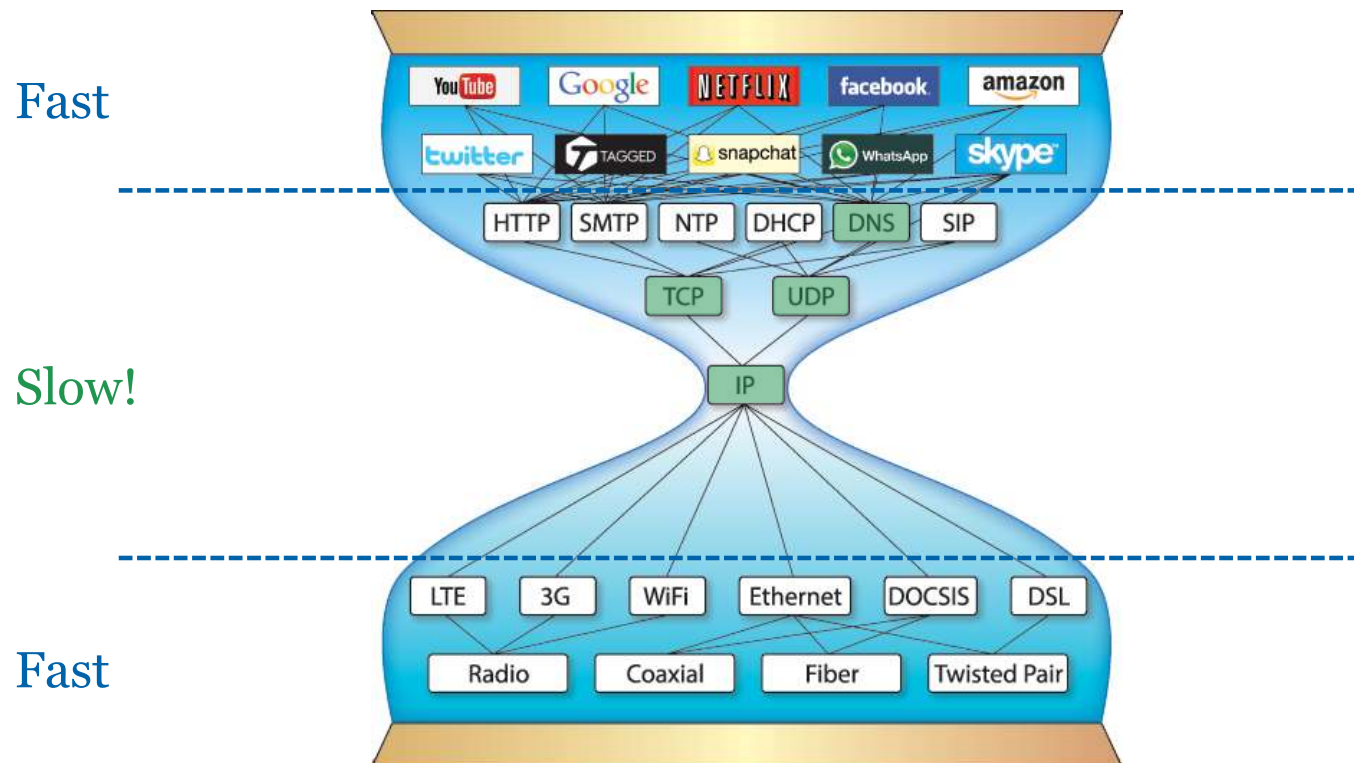 Fast
YouTube Google NETFLIX facebook. amazon
twitter TAGGED snapchat WhatsApp skype™
HTTP SMTP NTP DHCP DNS SIP
TCP UDP
Slow!
IP
LTE 3G WiFi Ethernet DOCSIS DSL
Fast
Radio Coaxial Fiber Twisted Pair